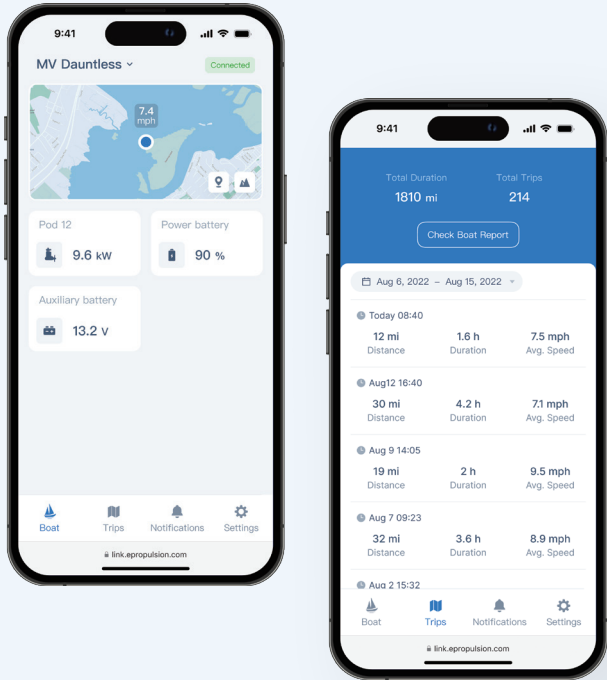 9:41
MV Dauntless
Connected
7.4
mph
Pod 12
Power battery
9.6 kW
90 %
Auxiliary battery
13.2 V
Boat
Trips
Notifications
Settings
link.epropulsion.com
9:41
Total Duration
Total Trips
1810 mi
214
Check Boat Report
Aug 6, 2022 – Aug 15, 2022
Today 08:40
12 mi
1.6 h
7.5 mph
Distance
Duration
Avg. Speed
Aug12 16:40
30 mi
4.2 h
7.1 mph
Distance
Duration
Avg. Speed
Aug 9 14:05
19 mi
2 h
9.5 mph
Distance
Duration
Avg. Speed
Aug 7 09:23
32 mi
3.6 h
8.9 mph
Distance
Duration
Avg. Speed
Aug 2 15:32
Boat
Trips
Notifications
Settings
link.epropulsion.com